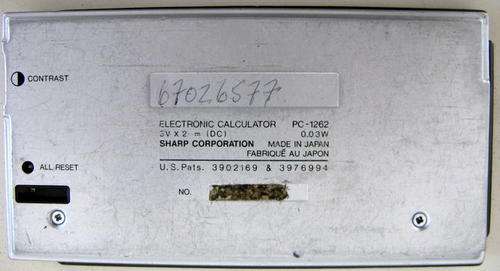 CONTRAST
67026577
ELECTRONIC CALCULATOR PC-1262
3V X 2 m (DC) 0.03W
SHARP CORPORATION MADE IN JAPAN
FABRIQUÉ AU JAPON
U.S. Pats. 3902169 & 3976994
ALL RESET
NO.